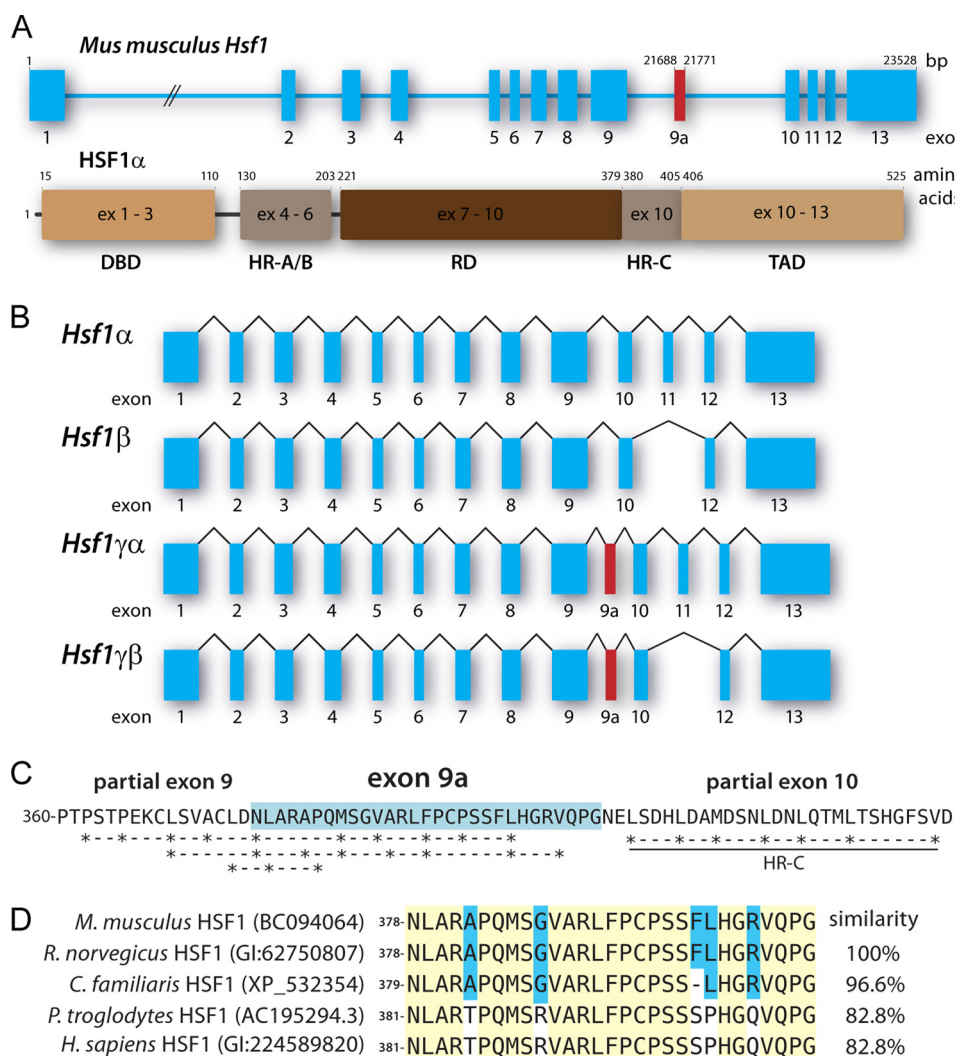 A
Mus musculus Hsf1
1 21688 21771 23528 bp
1 2 3 4 5 6 7 8 9 9a 10 11 12 13 exo
HSF1α
15 110 130 203 221 379 380 405 406 525 amin
acids
1 ex 1 - 3 ex 4 - 6 ex 7 - 10 ex 10 ex 10 - 13
DBD HR-A/B RD HR-C TAD
B
Hsf1α
exon 1 2 3 4 5 6 7 8 9 10 11 12 13
Hsf1β
exon 1 2 3 4 5 6 7 8 9 10 12 13
Hsf1γα
exon 1 2 3 4 5 6 7 8 9 9a 10 11 12 13
Hsf1γβ
exon 1 2 3 4 5 6 7 8 9 9a 10 12 13
C
partial exon 9 exon 9a partial exon 10
360-PTPSTPEKCLSVACLDNLARAPQMSGVARLFPCPSSFLHGRVQPGNELSDHLDAMDSNLDNLQTMLTSHGFSVD
*--*---*--*---*--*---*--*---*--*---* *---*--*---*--*---*--*---*
*---*--*---*--*---*--*---*--*---* HR-C
*--*---*
D
M. musculus HSF1 (BC094064) 378-NLARAPQMSGVARLFPCPSSFLHGRVQPG similarity
R. norvegicus HSF1 (GI:62750807) 378-NLARAPQMSGVARLFPCPSSFLHGRVQPG 100%
C. familiaris HSF1 (XP_532354) 379-NLARAPQMSGVARLFPCPSS-LHGRVQPG 96.6%
P. troglodytes HSF1 (AC195294.3) 381-NLARTPQMSRVARLFPCPSSSPHGQVQPG 82.8%
H. sapiens HSF1 (GI:224589820) 381-NLARTPQMSRVARLFPCPSSSPHGQVQPG 82.8%